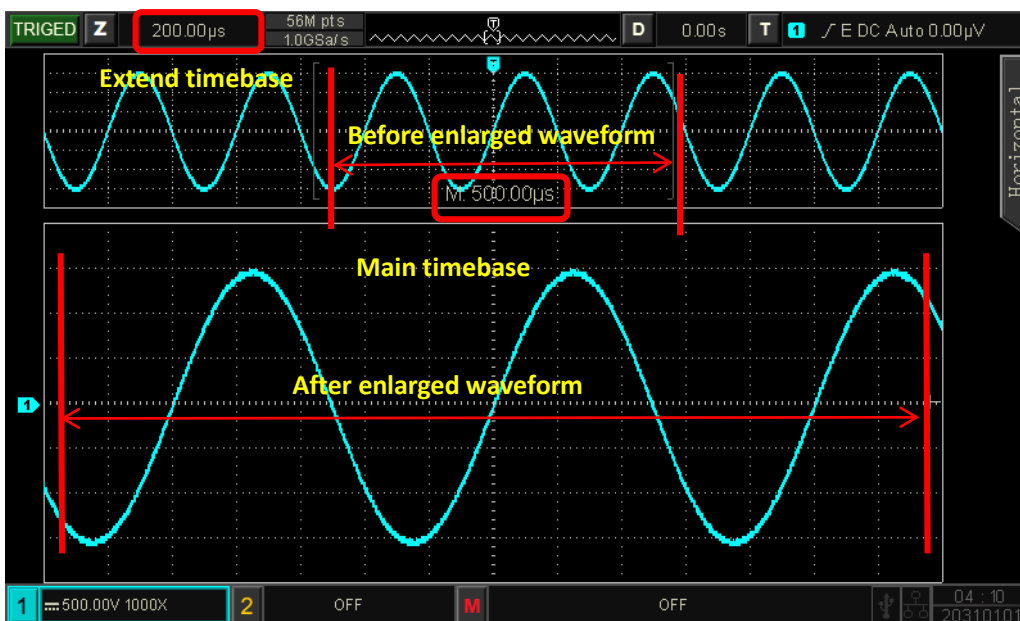 TRIGED Z 200.00µs 56M pts 1.0GSa/s T D 0.00s T 1 E DC Auto 0.00µV
Extend timebase
Before enlarged waveform
M: 500.00µs
Horizontal
Main timebase
After enlarged waveform
1
1 500.00V 1000X 2 OFF M OFF 04 : 10
20310101